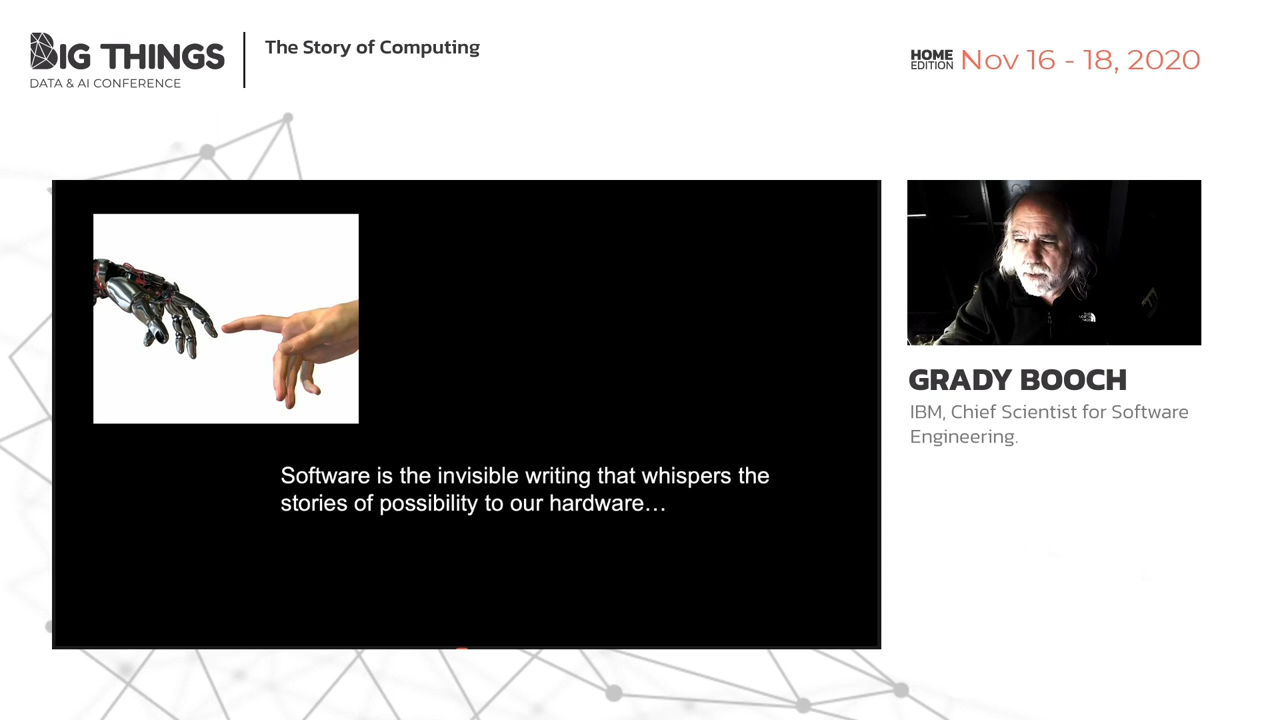 BIG THINGS
DATA & AI CONFERENCE
The Story of Computing
HOME
EDITION
Nov 16 - 18, 2020
Software is the invisible writing that whispers the
stories of possibility to our hardware…
GRADY BOOCH
IBM, Chief Scientist for Software
Engineering.